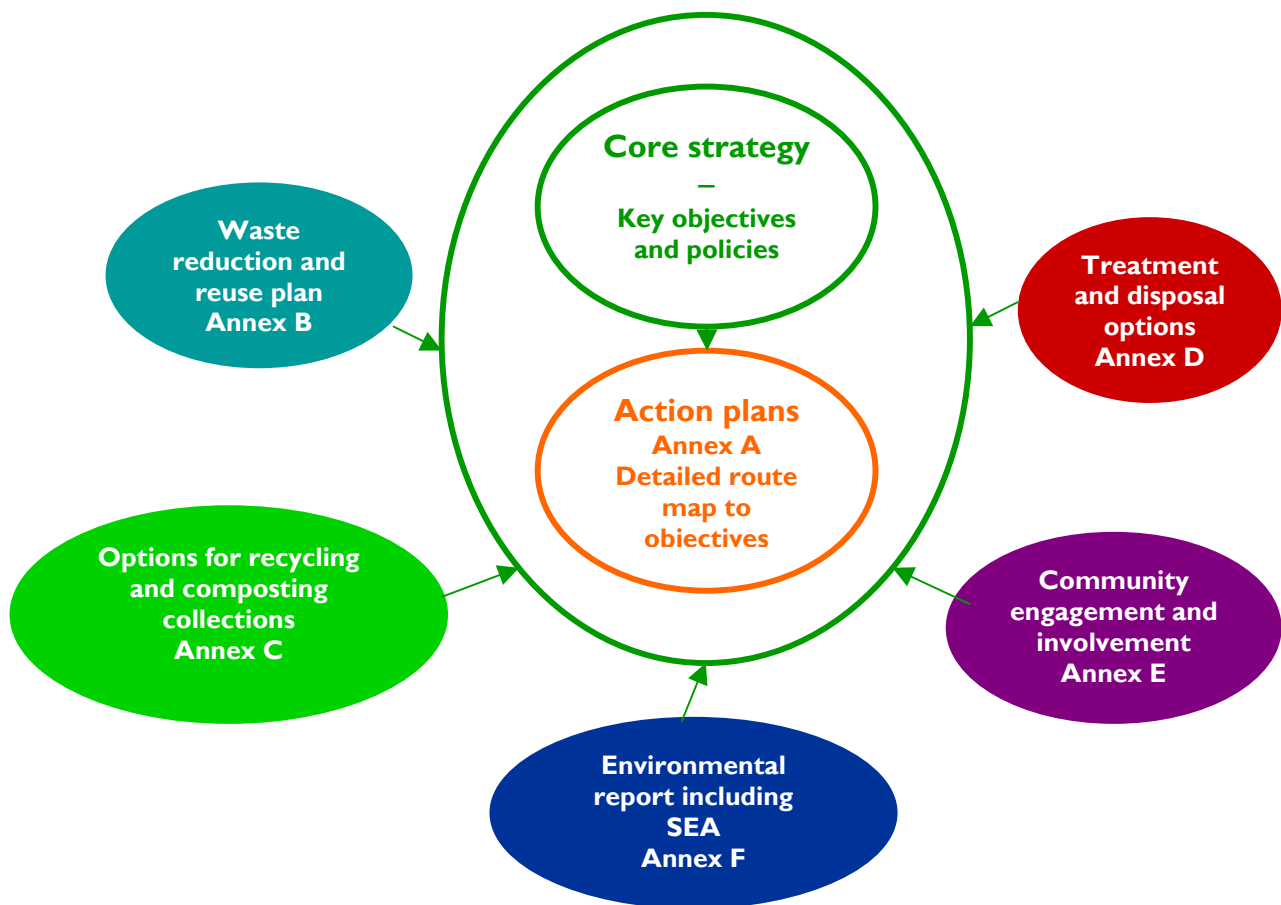 Core strategy
–
Key objectives
and policies
Waste
reduction and
reuse plan
Annex B
Treatment
and disposal
options
Annex D
Action plans
Annex A
Detailed route
map to
objectives
Options for recycling
and composting
collections
Annex C
Community
engagement and
involvement
Annex E
Environmental
report including
SEA
Annex F